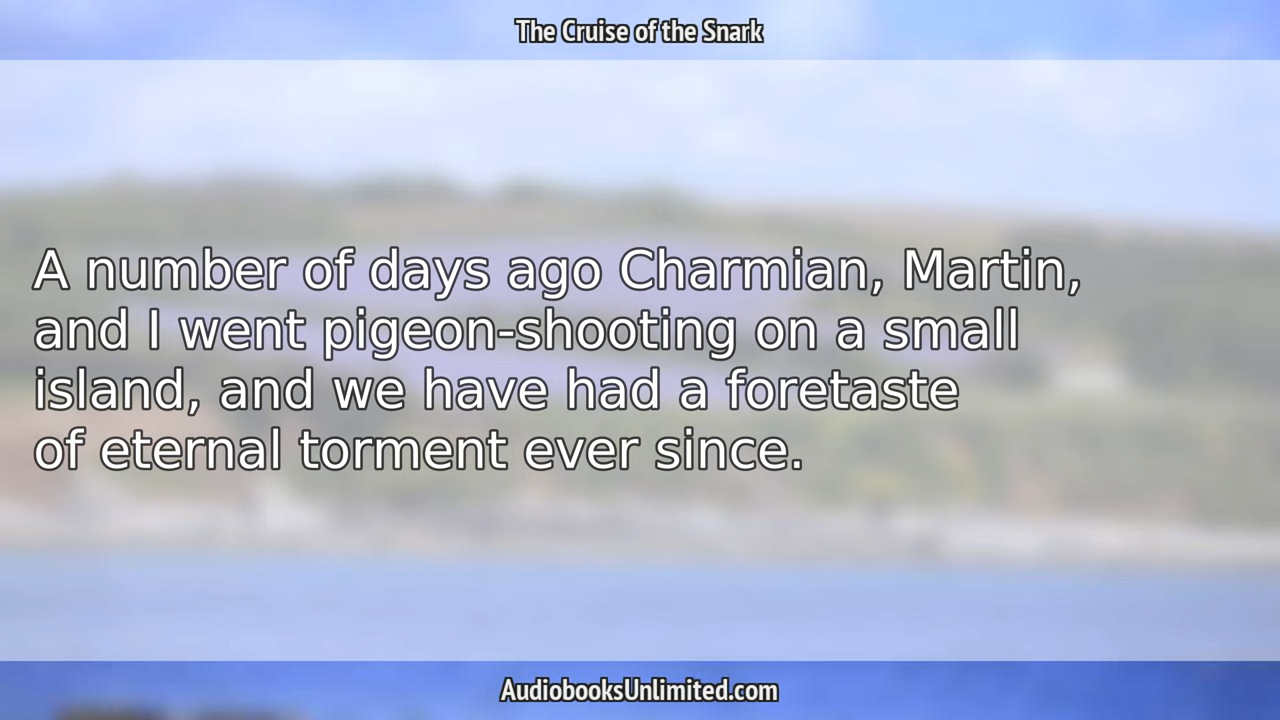 The Cruise of the Snark
A number of days ago Charmian, Martin,
and I went pigeon-shooting on a small
island, and we have had a foretaste
of eternal torment ever since.
AudiobooksUnlimited.com